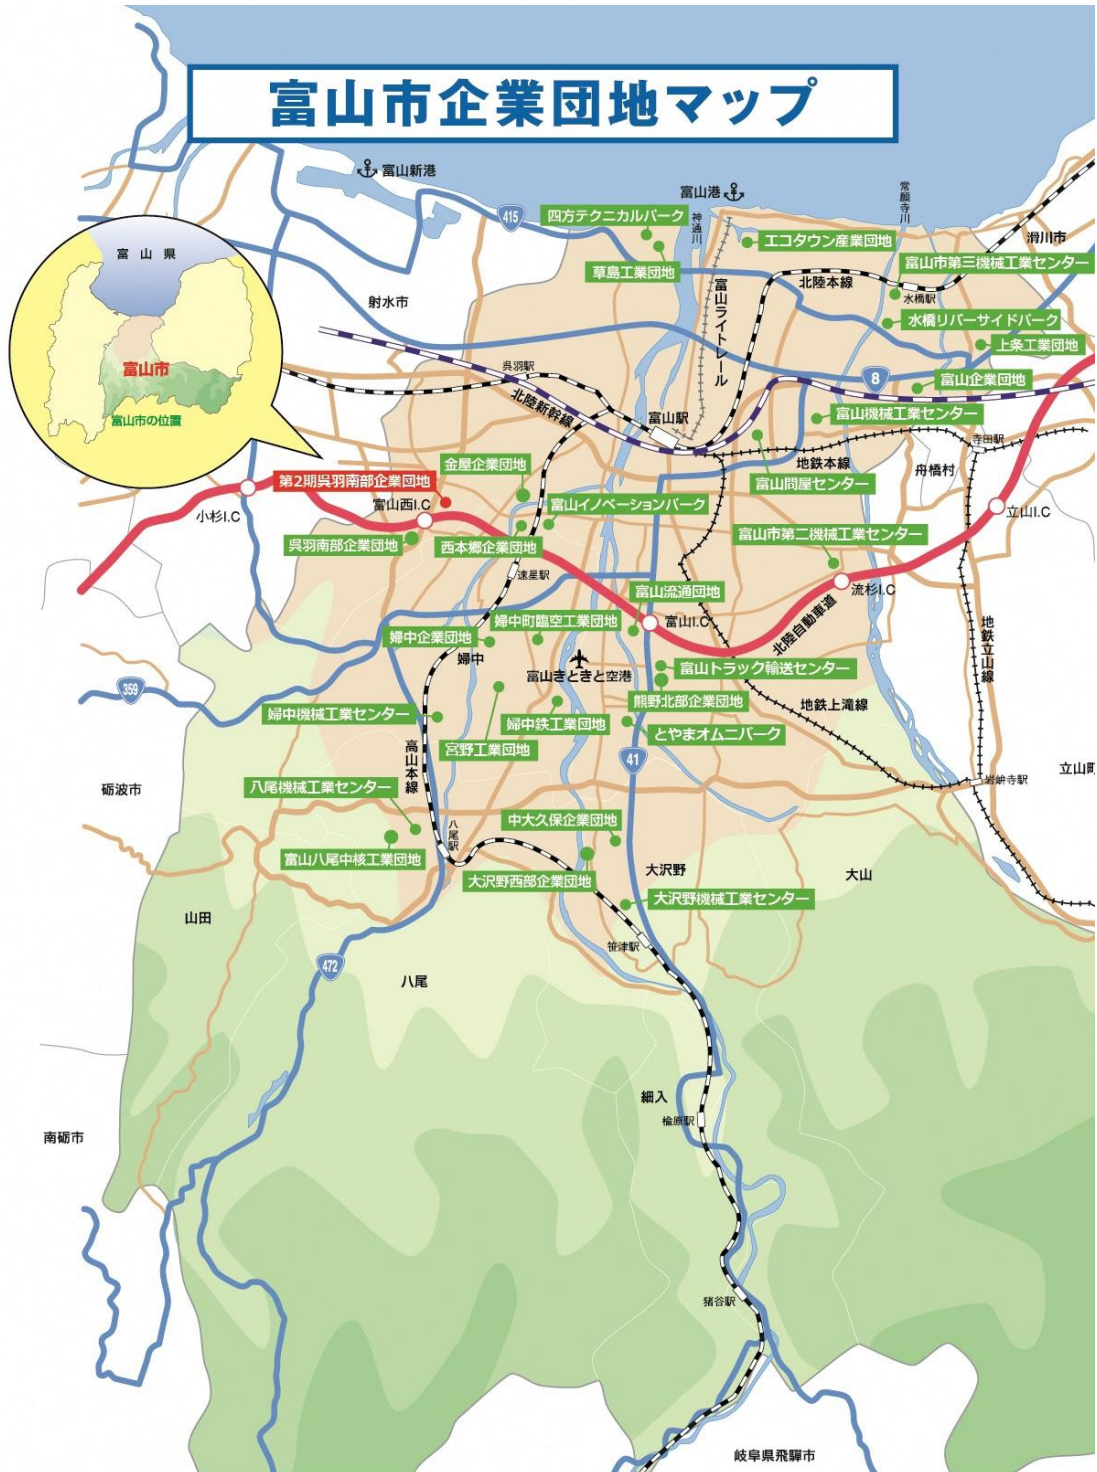 富山市企業団地マップ
富山新港
富山港
常願寺川
神通川
415
四方テクニカルパーク
エコタウン産業団地
滑川市
富山県
草島工業団地
富山市第三機械工業センター
北陸本線
水橋駅
射水市
富山ライトレール
水橋リバーサイドパーク
上条工業団地
富山市
呉羽駅
8
富山企業団地
北陸新幹線
富山市の位置
富山駅
富山機械工業センター
寺田駅
金屋企業団地
地鉄本線
舟橋村
第2期呉羽南部企業団地
富山問屋センター
富山西I.C
富山イノベーションパーク
小杉I.C
立山I.C
呉羽南部企業団地
西本郷企業団地
富山市第二機械工業センター
速星駅
富山流通団地
流杉I.C
婦中町臨空工業団地
富山I.C
北陸自動車道
地鉄立山線
婦中企業団地
婦中
富山きときと空港
富山トラック輸送センター
359
熊野北部企業団地
地鉄上滝線
婦中機械工業センター
婦中鉄工業団地
とやまオムニパーク
宮野工業団地
高山本線
41
立山町
岩峅寺駅
砺波市
八尾機械工業センター
中大久保企業団地
八尾駅
富山八尾中核工業団地
大沢野
大山
大沢野西部企業団地
大沢野機械工業センター
山田
笹津駅
472
八尾
細入
楡原駅
南砺市
猪谷駅
岐阜県飛騨市